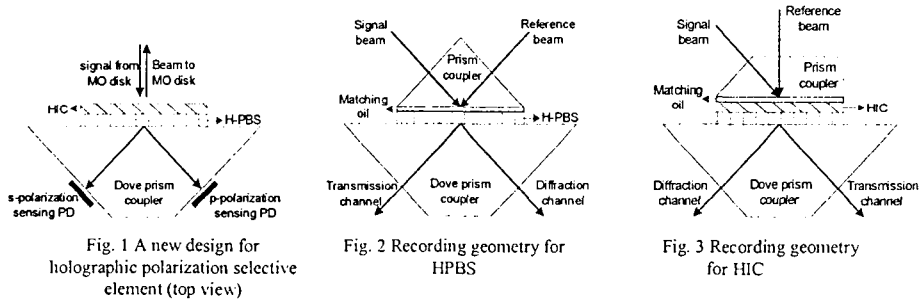 signal from
MO disk
Beam to
MO disk
HIC
H-PBS
s-polarization
sensing PD
Dove prism
coupler
p-polarization
sensing PD
Fig. 1 A new design for
holographic polarization selective
element (top view)
Signal
beam
Reference
beam
Prism
coupler
Matching
oil
H-PBS
Transmission
channel
Dove prism
coupler
Diffraction
channel
Fig. 2 Recording geometry for
HPBS
Signal
beam
Reference
beam
Prism
coupler
Matching
oil
HIC
Diffraction
channel
Dove prism
coupler
Transmission
channel
Fig. 3 Recording geometry
for HIC